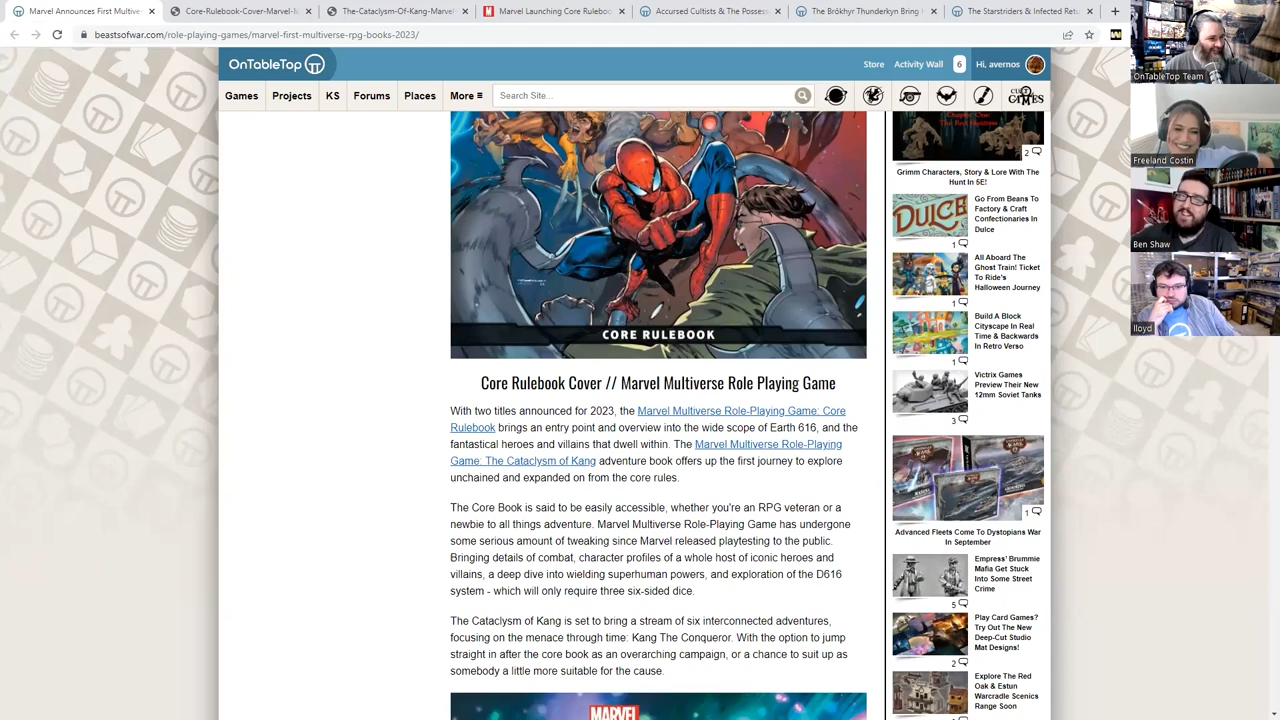 Marvel Announces First Multivers
Core-Rulebook-Cover-Marvel-M
The-Cataclysm-Of-Kang-Marvel-
Marvel Launching Core Rulebook
Accursed Cultists & The Possess
The Brôkhyr Thunderkyn Bring H
The Starstriders & Infected Retu
beastsofwar.com/role-playing-games/marvel-first-multiverse-rpg-books-2023/
OnTableTop
Store
Activity Wall
6
Hi, avernos
Games
Projects
KS
Forums
Places
More
Search Site...
CORE RULEBOOK
Core Rulebook Cover // Marvel Multiverse Role Playing Game
With two titles announced for 2023, the Marvel Multiverse Role-Playing Game: Core
Rulebook brings an entry point and overview into the wide scope of Earth 616, and the
fantastical heroes and villains that dwell within. The Marvel Multiverse Role-Playing
Game: The Cataclysm of Kang adventure book offers up the first journey to explore
unchained and expanded on from the core rules.
The Core Book is said to be easily accessible, whether you're an RPG veteran or a
newbie to all things adventure. Marvel Multiverse Role-Playing Game has undergone
some serious amount of tweaking since Marvel released playtesting to the public.
Bringing details of combat, character profiles of a whole host of iconic heroes and
villains, a deep dive into wielding superhuman powers, and exploration of the D616
system - which will only require three six-sided dice.
The Cataclysm of Kang is set to bring a stream of six interconnected adventures,
focusing on the menace through time: Kang The Conqueror. With the option to jump
straight in after the core book as an overarching campaign, or a chance to suit up as
somebody a little more suitable for the cause.
MARVEL
2
Grimm Characters, Story & Lore With The
Hunt In 5E!
DULCE
Go From Beans To
Factory & Craft
Confectionaries In
Dulce
1
All Aboard The
Ghost Train! Ticket
To Ride's
Halloween Journey
1
Build A Block
Cityscape In Real
Time & Backwards
In Retro Verso
1
Victrix Games
Preview Their New
12mm Soviet Tanks
3
1
Advanced Fleets Come To Dystopians War
In September
Empress' Brummie
Mafia Get Stuck
Into Some Street
Crime
5
Play Card Games?
Try Out The New
Deep-Cut Studio
Mat Designs!
2
Explore The Red
Oak & Estun
Warcradle Scenics
Range Soon
OnTableTop Team
Freeland Costin
Ben Shaw
lloyd